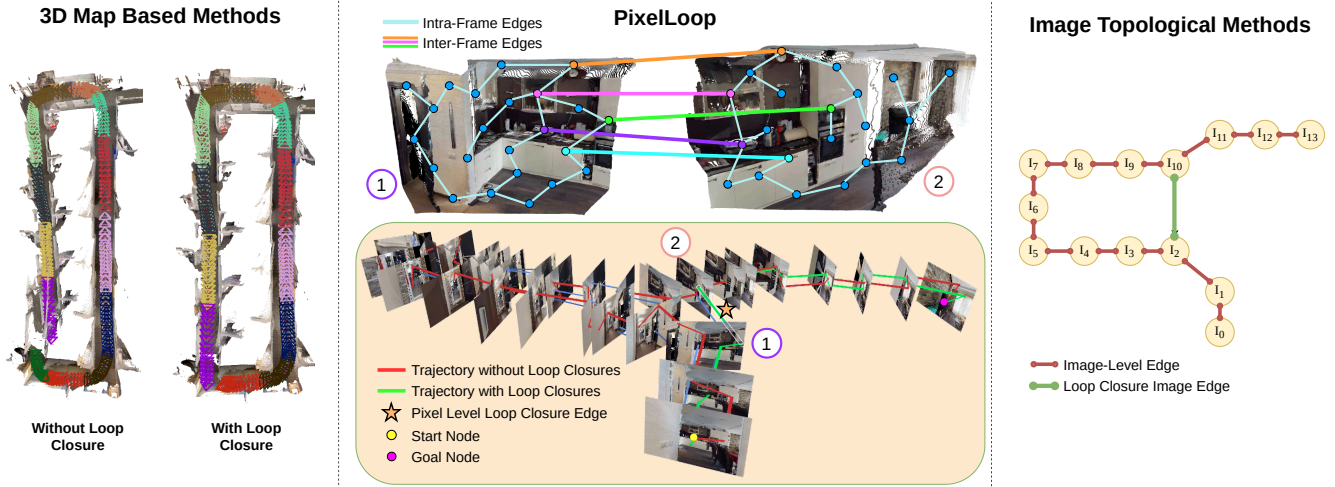 3D Map Based Methods
Without Loop
Closure
With Loop
Closure
PixelLoop
Intra-Frame Edges
Inter-Frame Edges
1
2
2
1
Trajectory without Loop Closures
Trajectory with Loop Closures
Pixel Level Loop Closure Edge
Start Node
Goal Node
Image Topological Methods
I11 I12 I13
I7 I8 I9 I10
I6
I5 I4 I3 I2
I1
I0
Image-Level Edge
Loop Closure Image Edge